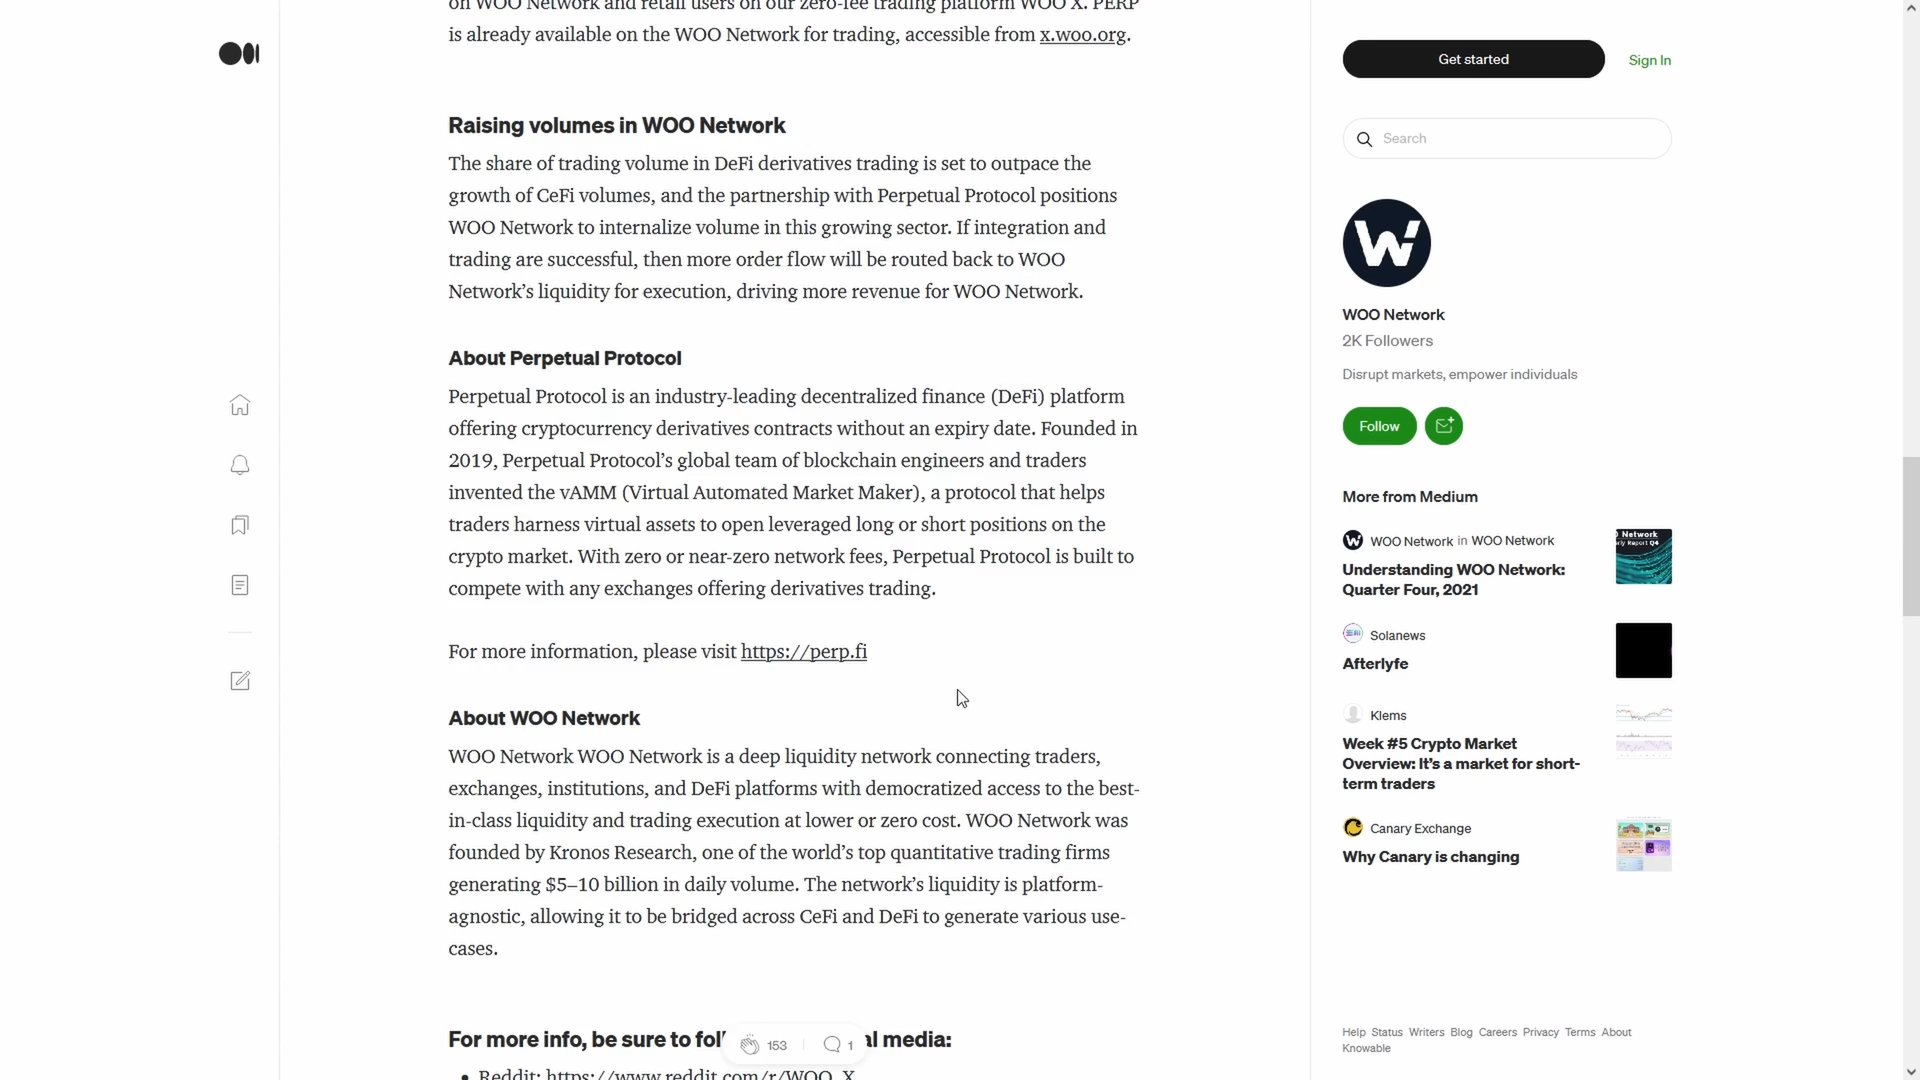 on WOO Network and retail users on our zero-fee trading platform WOO X. PERP
is already available on the WOO Network for trading, accessible from x.woo.org.
Raising volumes in WOO Network
The share of trading volume in DeFi derivatives trading is set to outpace the
growth of CeFi volumes, and the partnership with Perpetual Protocol positions
WOO Network to internalize volume in this growing sector. If integration and
trading are successful, then more order flow will be routed back to WOO
Network’s liquidity for execution, driving more revenue for WOO Network.
About Perpetual Protocol
Perpetual Protocol is an industry-leading decentralized finance (DeFi) platform
offering cryptocurrency derivatives contracts without an expiry date. Founded in
2019, Perpetual Protocol’s global team of blockchain engineers and traders
invented the vAMM (Virtual Automated Market Maker), a protocol that helps
traders harness virtual assets to open leveraged long or short positions on the
crypto market. With zero or near-zero network fees, Perpetual Protocol is built to
compete with any exchanges offering derivatives trading.
For more information, please visit https://perp.fi
About WOO Network
WOO Network WOO Network is a deep liquidity network connecting traders,
exchanges, institutions, and DeFi platforms with democratized access to the best-
in-class liquidity and trading execution at lower or zero cost. WOO Network was
founded by Kronos Research, one of the world’s top quantitative trading firms
generating $5–10 billion in daily volume. The network’s liquidity is platform-
agnostic, allowing it to be bridged across CeFi and DeFi to generate various use-
cases.
For more info, be sure to fol al media:
153 1
Reddit: https://www.reddit.com/r/WOO_X
Get started Sign In
Search
WOO Network
2K Followers
Disrupt markets, empower individuals
Follow
More from Medium
WOO Network in WOO Network
Understanding WOO Network:
Quarter Four, 2021
Network
rly Report Q4
Solanews
Afterlyfe
Klems
Week #5 Crypto Market
Overview: It’s a market for short-
term traders
Canary Exchange
Why Canary is changing
Help Status Writers Blog Careers Privacy Terms About
Knowable